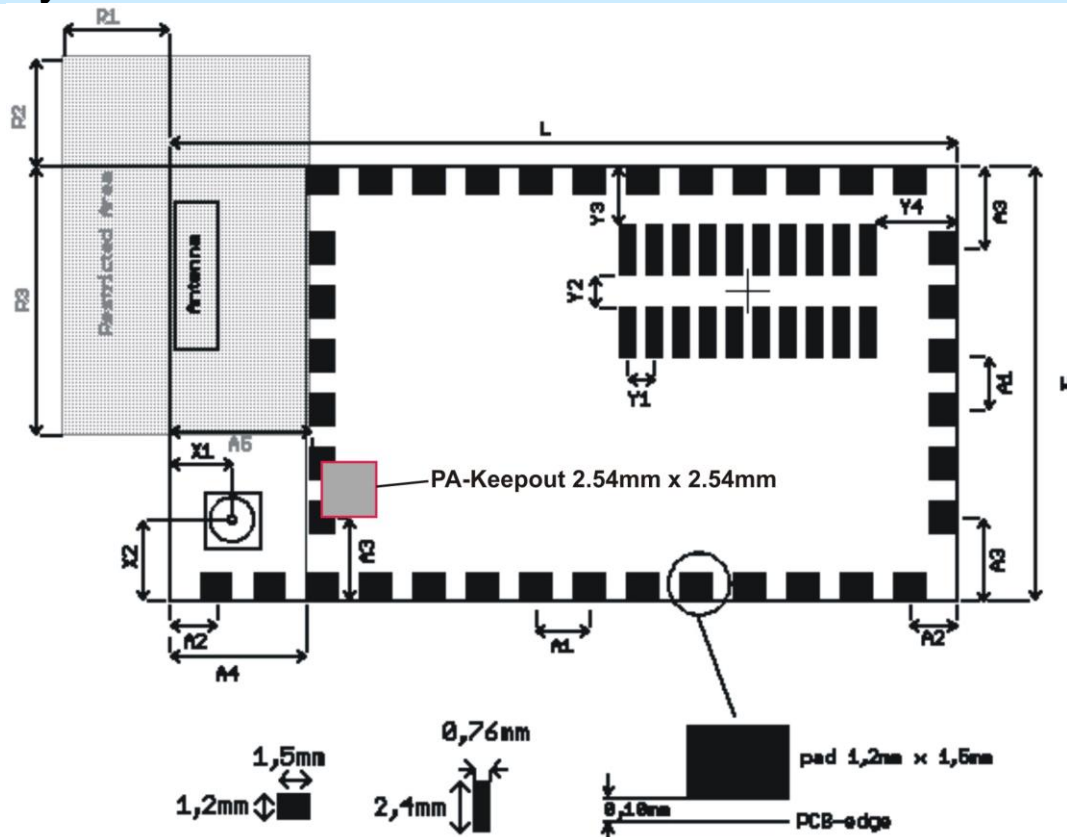 R1
R2
L
Restricted Area
Antenna
R3
Y3
Y4
A3
Y2
Y1
A1
A5
X1
PA-Keepout 2.54mm x 2.54mm
X2
A3
A3
A2
A1
A2
A4
0,76mm
1,5mm
1,2mm
2,4mm
pad 1,2mm x 1,5mm
0,10mm
PCB-edge